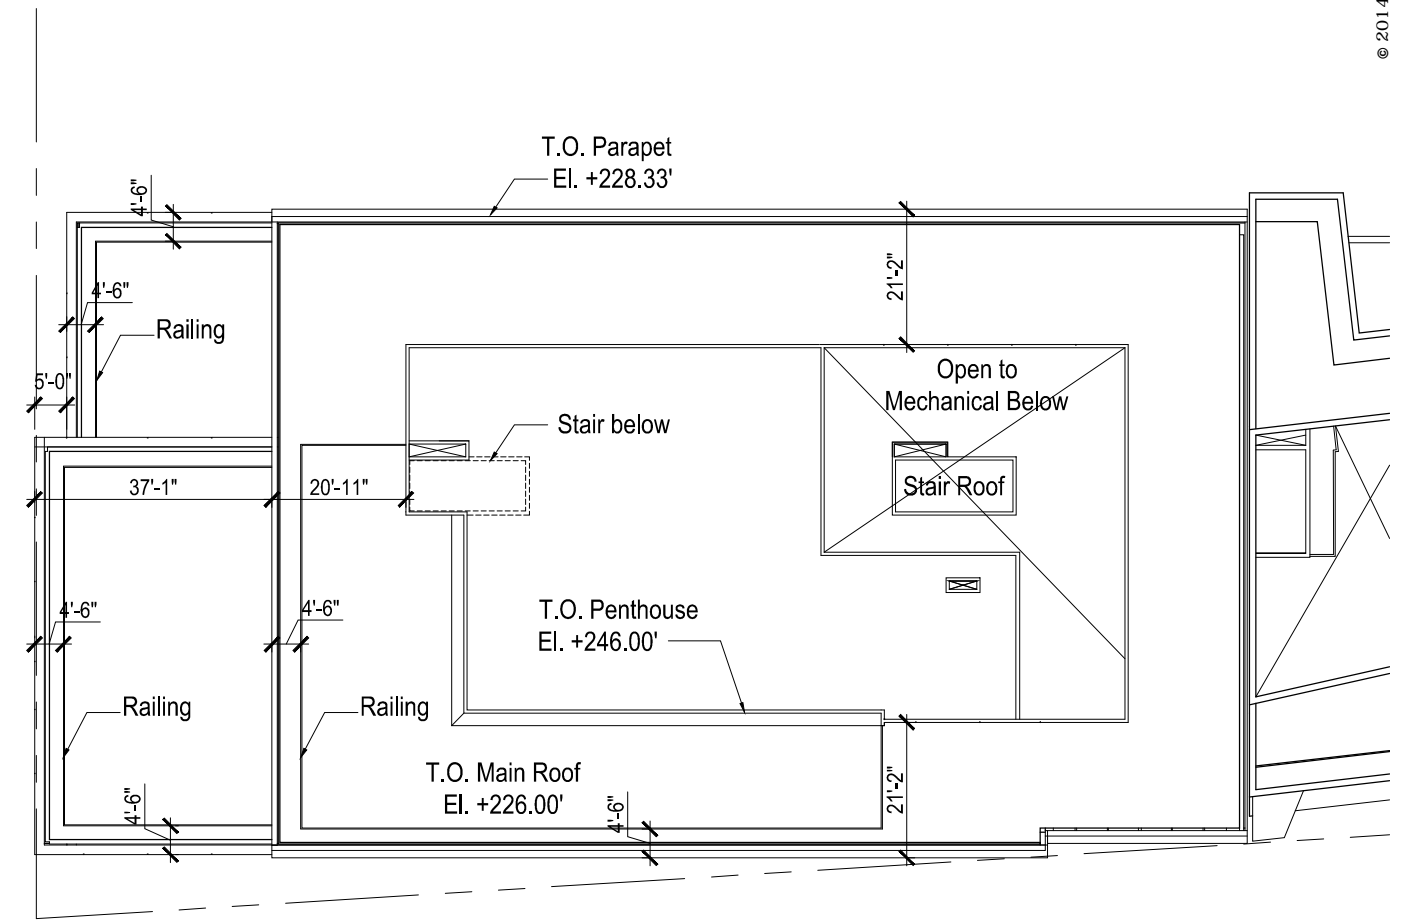 © 2014
T.O. Parapet
El. +228.33'
4'-6"
21'-2"
4'-6"
Railing
Open to
Mechanical Below
5'-0"
Stair below
37'-1"
20'-11"
Stair Roof
4'-6"
4'-6"
T.O. Penthouse
El. +246.00'
Railing
Railing
T.O. Main Roof
El. +226.00'
4'-6"
4'-6"
21'-2"